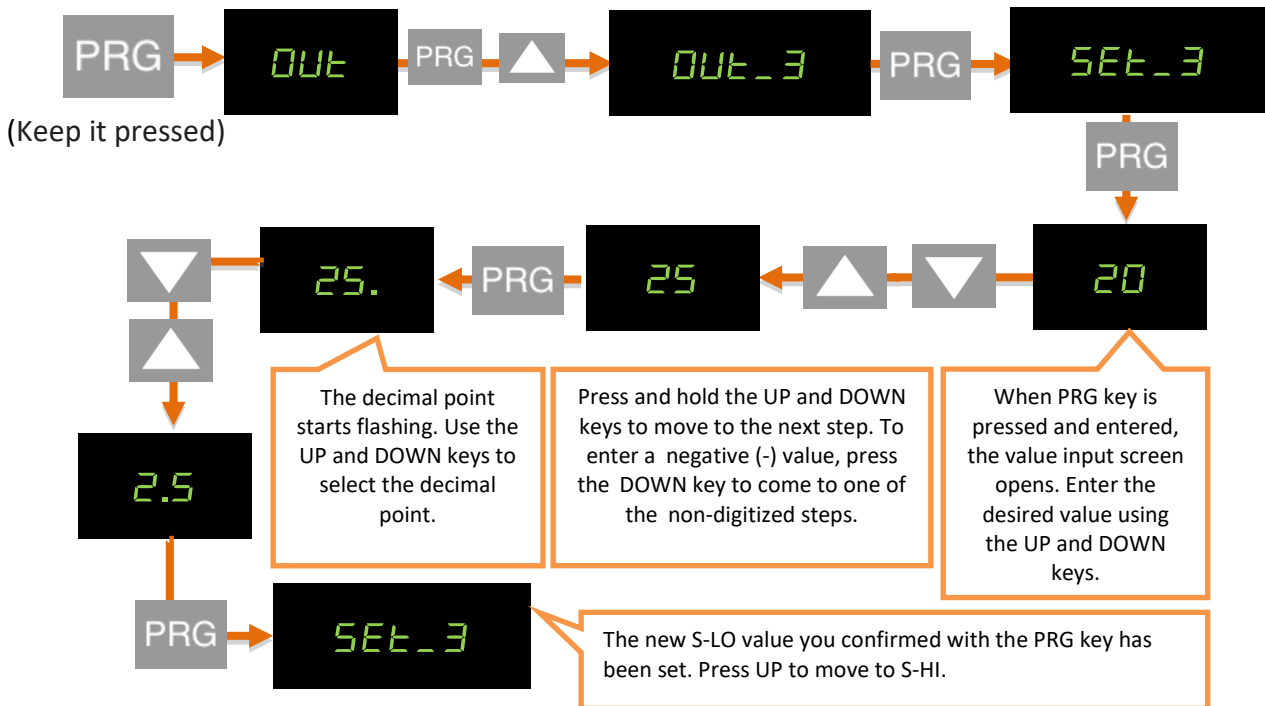 PRG
OUt
PRG
OUt_3
PRG
SEt_3
(Keep it pressed)
PRG
20
25
PRG
25.
The decimal point
starts flashing. Use the
UP and DOWN keys to
select the decimal
point.
Press and hold the UP and DOWN
keys to move to the next step. To
enter a negative (-) value, press
the DOWN key to come to one of
the non-digitized steps.
When PRG key is
pressed and entered,
the value input screen
opens. Enter the
desired value using
the UP and DOWN
keys.
2.5
PRG
SEt_3
The new S-LO value you confirmed with the PRG key has
been set. Press UP to move to S-HI.